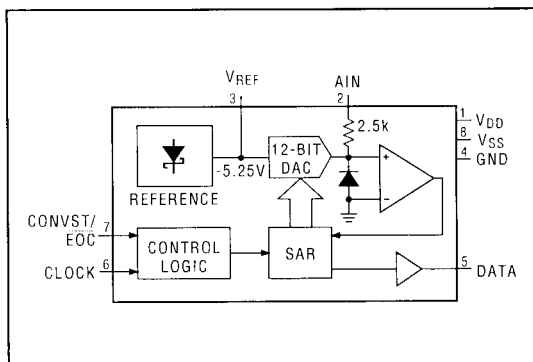 VREF
3
AIN
2
1 VDD
8 VSS
4 GND
2.5k
12-BIT
DAC
-5.25V
+
-
REFERENCE
CONVST/
EOC
7
CONTROL
LOGIC
SAR
CLOCK
6
5
DATA